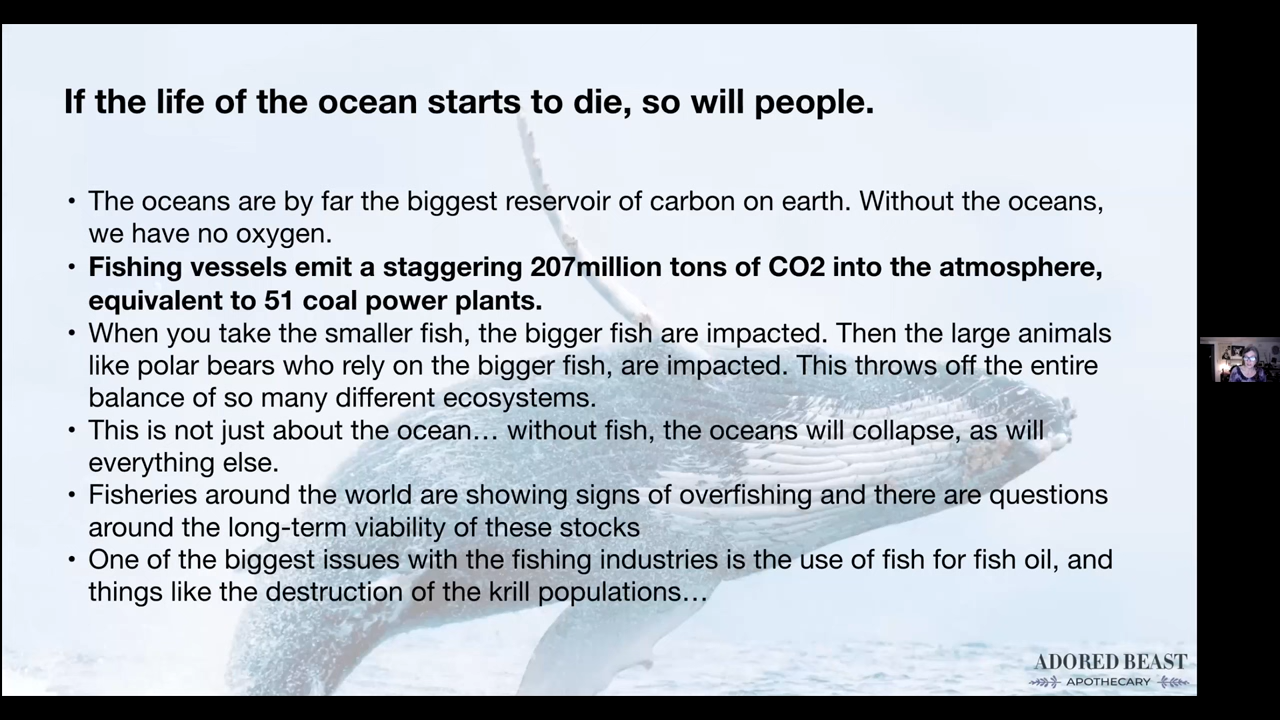 If the life of the ocean starts to die, so will people.
• The oceans are by far the biggest reservoir of carbon on earth. Without the oceans,
we have no oxygen.
• Fishing vessels emit a staggering 207million tons of CO2 into the atmosphere,
equivalent to 51 coal power plants.
• When you take the smaller fish, the bigger fish are impacted. Then the large animals
like polar bears who rely on the bigger fish, are impacted. This throws off the entire
balance of so many different ecosystems.
• This is not just about the ocean… without fish, the oceans will collapse, as will
everything else.
• Fisheries around the world are showing signs of overfishing and there are questions
around the long-term viability of these stocks
• One of the biggest issues with the fishing industries is the use of fish for fish oil, and
things like the destruction of the krill populations…
ADORED BEAST
APOTHECARY